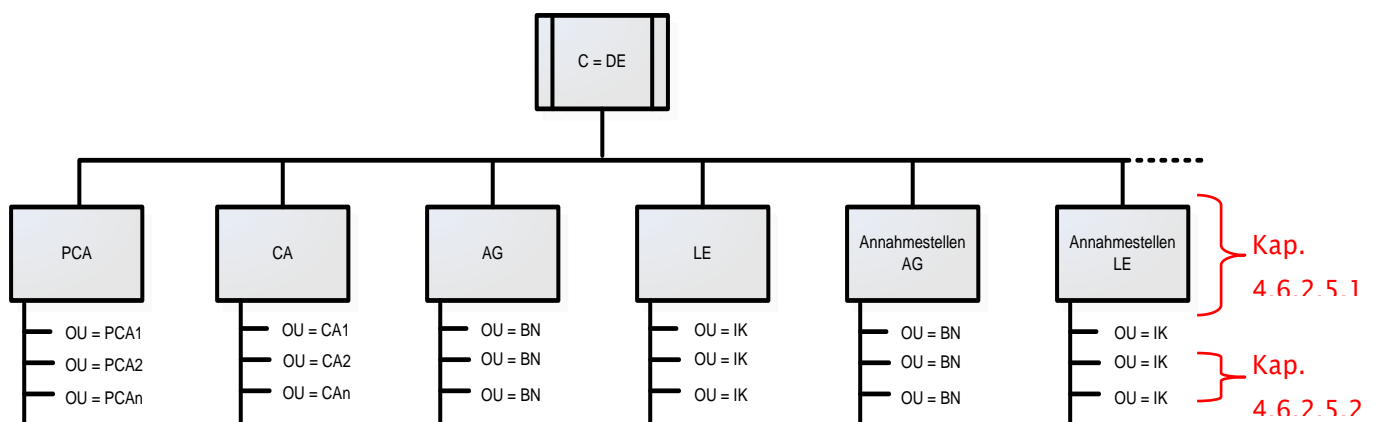 C = DE
PCA
CA
AG
LE
Annahmestellen
AG
Annahmestellen
LE
Kap.
4.6.2.5.1
OU = PCA1
OU = CA1
OU = BN
OU = IK
OU = BN
OU = IK
OU = PCA2
OU = CA2
OU = BN
OU = IK
OU = BN
OU = IK
Kap.
4.6.2.5.2
OU = PCAn
OU = CAn
OU = BN
OU = IK
OU = BN
OU = IK